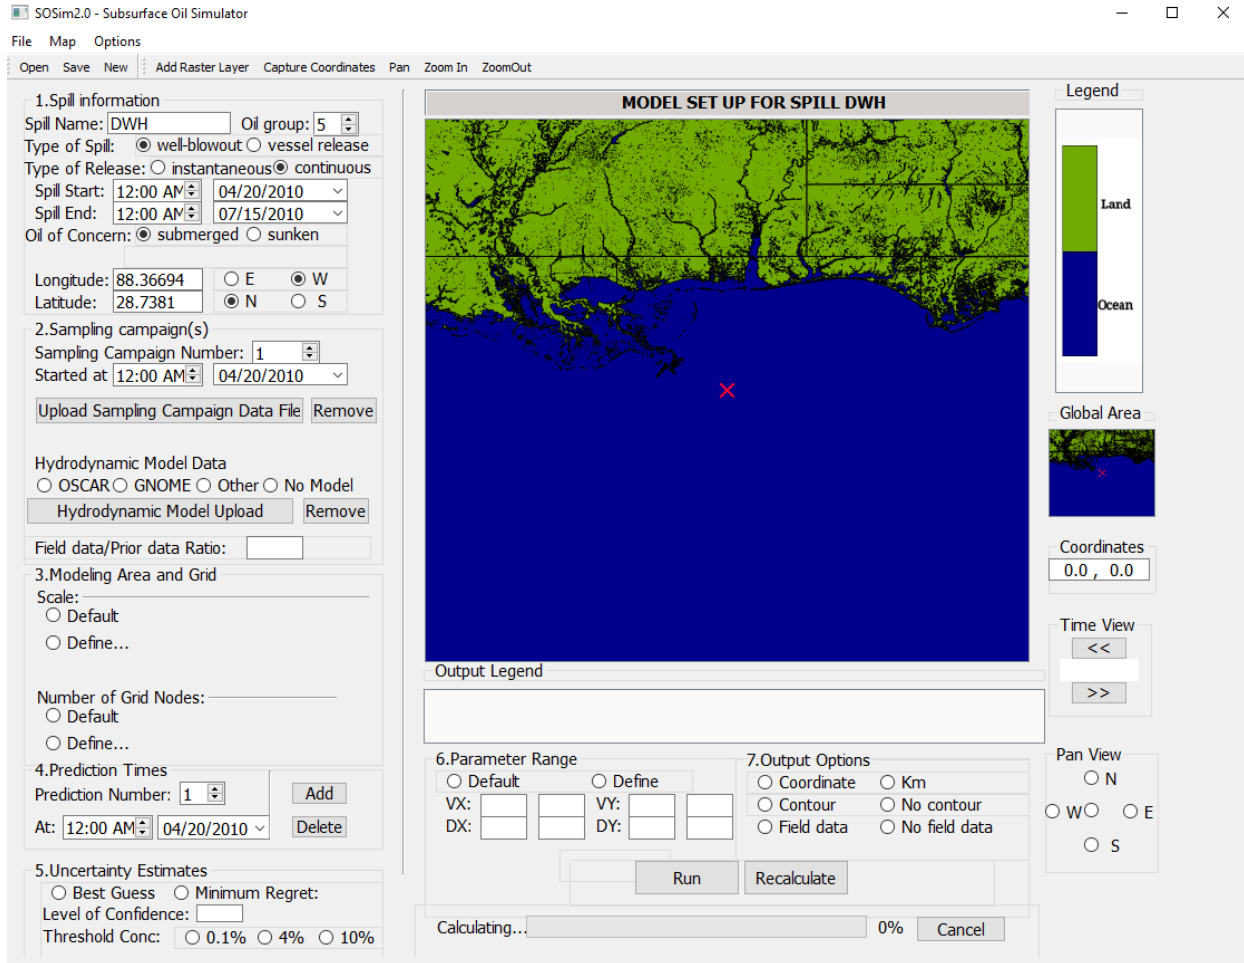 SOSim2.0 - Subsurface Oil Simulator
File Map Options
Open Save New Add Raster Layer Capture Coordinates Pan Zoom In ZoomOut
1.Spill information
Spill Name: DWH Oil group: 5
Type of Spill: well-blowout vessel release
Type of Release: instantaneous continuous
Spill Start: 12:00 AM 04/20/2010
Spill End: 12:00 AM 07/15/2010
Oil of Concern: submerged sunken
Longitude: 88.36694 E W
Latitude: 28.7381 N S
2.Sampling campaign(s)
Sampling Campaign Number: 1
Started at 12:00 AM 04/20/2010
Upload Sampling Campaign Data File Remove
Hydrodynamic Model Data
OSCAR GNOME Other No Model
Hydrodynamic Model Upload Remove
Field data/Prior data Ratio:
3.Modeling Area and Grid
Scale:
Default
Define...
Number of Grid Nodes:
Default
Define...
4.Prediction Times
Prediction Number: 1 Add
At: 12:00 AM 04/20/2010 Delete
5.Uncertainty Estimates
Best Guess Minimum Regret:
Level of Confidence:
Threshold Conc: 0.1% 4% 10%
MODEL SET UP FOR SPILL DWH
Output Legend
6.Parameter Range
Default Define
VX: VY:
DX: DY:
7.Output Options
Coordinate Km
Contour No contour
Field data No field data
Run Recalculate
Calculating... 0% Cancel
Legend
Land
Ocean
Global Area
Coordinates
0.0 , 0.0
Time View
<<
>>
Pan View
N
W E
S